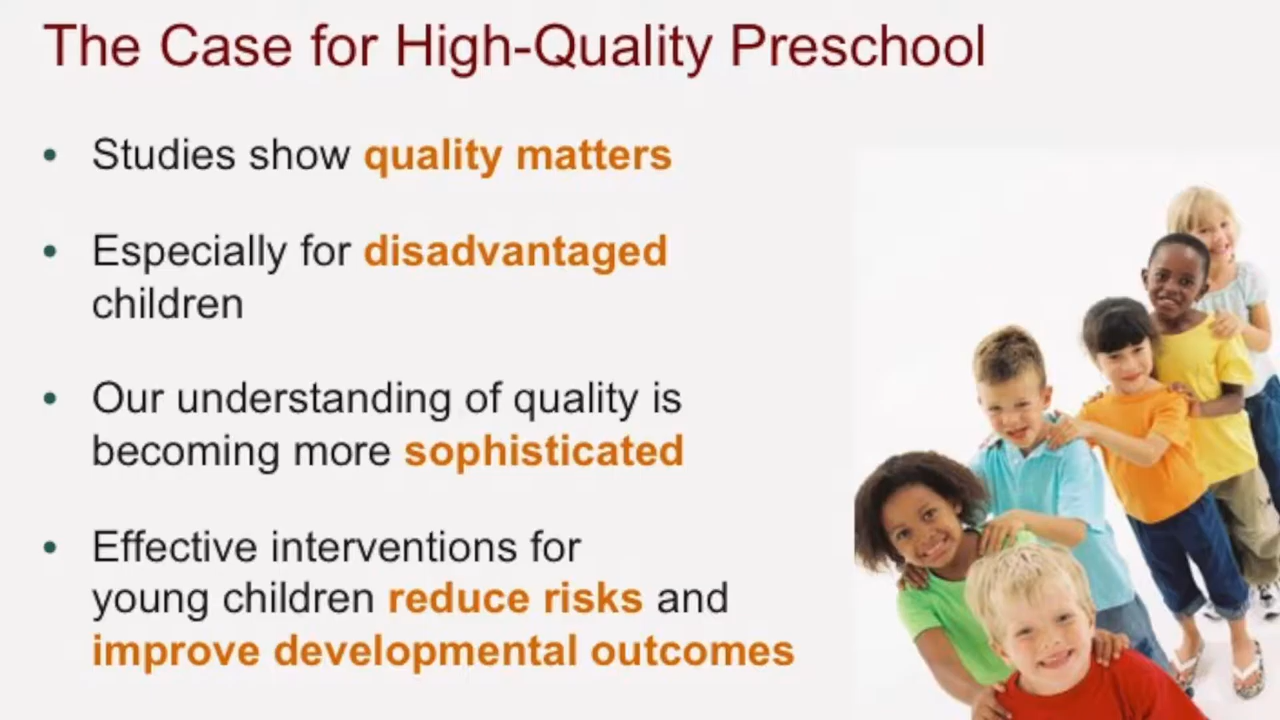 The Case for High-Quality Preschool
• Studies show quality matters
• Especially for disadvantaged
children
• Our understanding of quality is
becoming more sophisticated
• Effective interventions for
young children reduce risks and
improve developmental outcomes